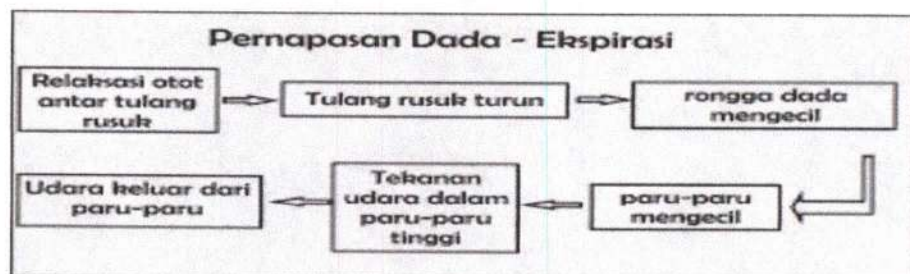 Pernapasan Dada - Ekspirasi
Relaksasi otot
antar tulang
rusuk
Tulang rusuk turun
rongga dada
mengecil
paru-paru
mengecil
Tekanan
udara dalam
paru-paru
tinggi
Udara keluar dari
paru-paru